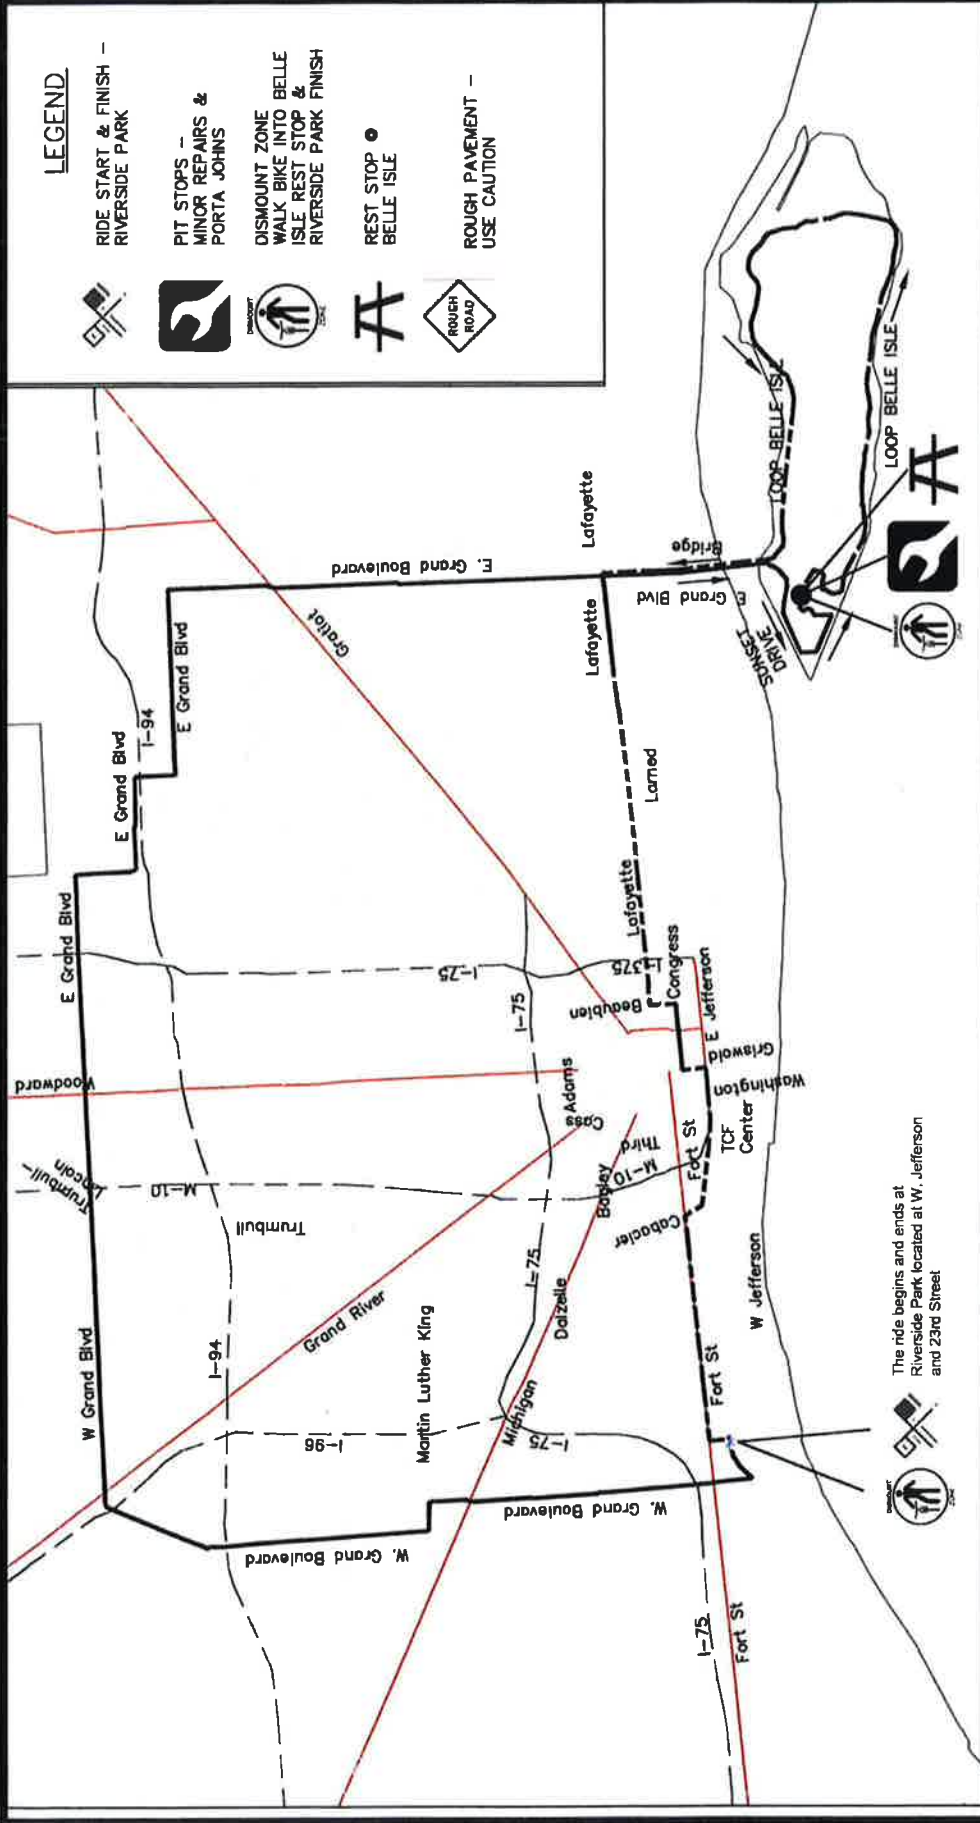 LEGEND
RIDE START & FINISH -
RIVERSIDE PARK
PIT STOPS -
MINOR REPAIRS &
PORTA JOHNS
DISMOUNT
ZONE
DISMOUNT ZONE
WALK BIKE INTO BELLE
ISLE REST STOP &
RIVERSIDE PARK FINISH
REST STOP @
BELLE ISLE
ROUGH
ROAD
ROUGH PAVEMENT -
USE CAUTION
W Grand Blvd
Trumbull-
Lincoln
Woodward
E Grand Blvd
E Grand Blvd
E Grand Blvd
I-94
I-94
M-10
I-75
Trumbull
Grand River
I-96
W. Grand Boulevard
Martin Luther King
Michigan
I-75
I-75
I-75
Gratiot
E. Grand Boulevard
W. Grand Boulevard
Dalzelle
Bagley
Cass
Adams
Third
M-10
Beaubien
I-375
Congress
Lafayette
Larned
Lafayette
Lafayette
E Grand Blvd
Bridge
SUNSET
DRIVE
LOOP BELLE ISLE
LOOP BELLE ISLE
E Jefferson
Griswold
Washington
TCF
Center
Fort St
Cabacier
Fort St
W Jefferson
I-75
Fort St
DISMOUNT
ZONE
DISMOUNT
ZONE
The ride begins and ends at
Riverside Park located at W. Jefferson
and 23rd Street